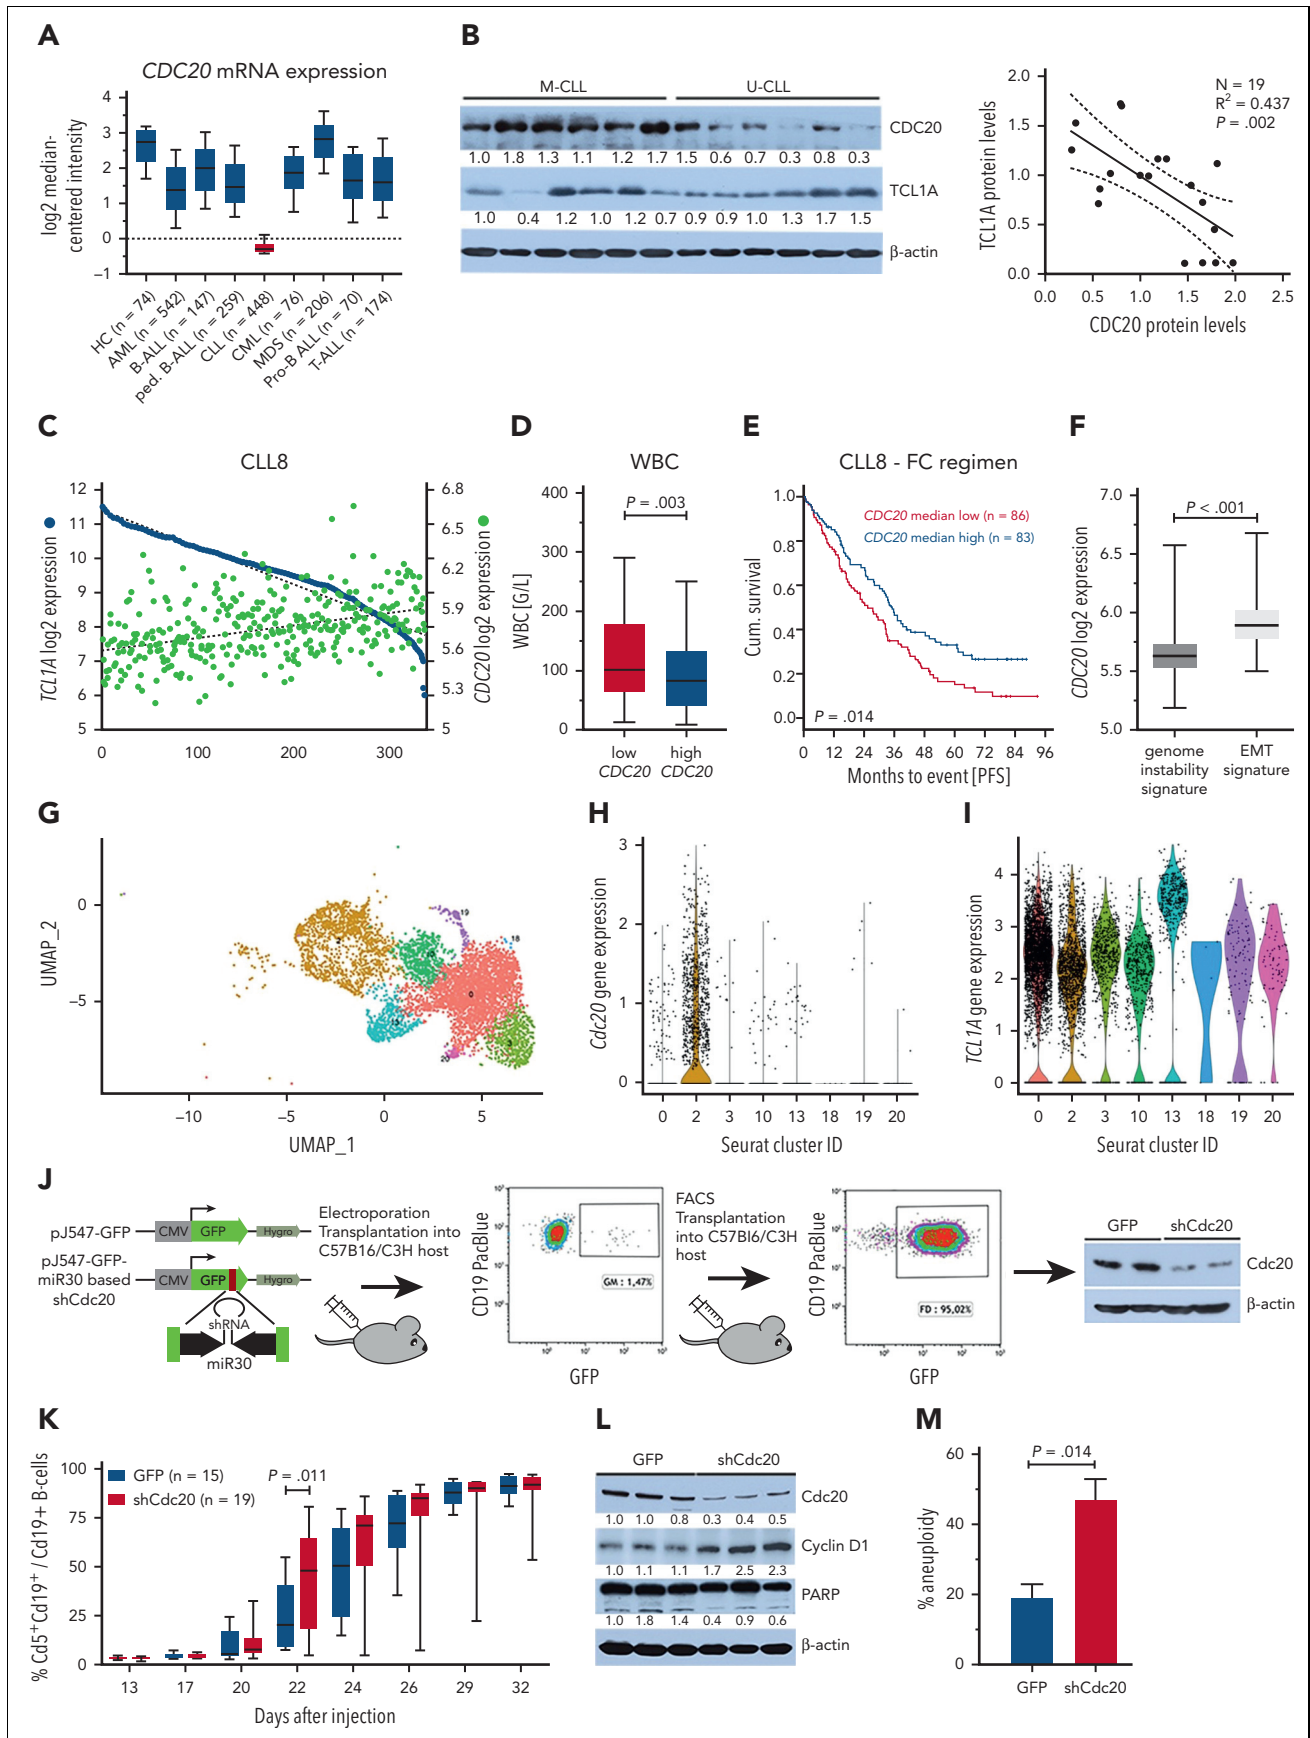 A
CDC20 mRNA expression
log2 median-
centered intensity
4
3
2
1
0
−1
HC (n = 74)
AML (n = 542)
B-ALL (n = 147)
ped. B-ALL (n = 259)
CLL (n = 448)
CML (n = 76)
MDS (n = 206)
Pro-B ALL (n = 70)
T-ALL (n = 174)
B
M-CLL U-CLL
CDC20
1.0 1.8 1.3 1.1 1.2 1.7 1.5 0.6 0.7 0.3 0.8 0.3
TCL1A
1.0 0.4 1.2 1.0 1.2 0.7 0.9 0.9 1.0 1.3 1.7 1.5
β-actin
N = 19
R2 = 0.437
P = .002
TCL1A protein levels
2.0
1.5
1.0
0.5
0.0
0.0 0.5 1.0 1.5 2.0 2.5
CDC20 protein levels
C
CLL8
TCL1A log2 expression
12
11
10
9
8
7
6
5
6.8
6.5
6.2
5.9
5.6
5.3
5
CDC20 log2 expression
0 100 200 300
D
WBC
P = .003
WBC [G/L]
400
300
200
100
0
low
CDC20
high
CDC20
E
CLL8 - FC regimen
CDC20 median low (n = 86)
CDC20 median high (n = 83)
Cum. survival
1.0
0.8
0.6
0.4
0.2
0.0
P = .014
0 12 24 36 48 60 72 84 96
Months to event [PFS]
F
P < .001
CDC20 log2 expression
7.0
6.5
6.0
5.5
5.0
genome
instability
signature
EMT
signature
G
UMAP_2
0
−5
19
18
0
13
3
20
−10 −5 0 5
UMAP_1
H
Cdc20 gene expression
3
2
1
0
0 2 3 10 13 18 19 20
Seurat cluster ID
I
TCL1A gene expression
4
3
2
1
0
0 2 3 10 13 18 19 20
Seurat cluster ID
J
pJ547-GFP
CMV GFP Hygro
pJ547-GFP-
miR30 based
shCdc20
CMV GFP Hygro
shRNA
miR30
Electroporation
Transplantation into
C57B16/C3H host
CD19 PacBlue
GM : 1,47%
GFP
FACS
Transplantation
into C57Bl6/C3H
host
CD19 PacBlue
FD : 95,02%
GFP
GFP shCdc20
Cdc20
β-actin
K
% Cd5+Cd19+ / Cd19+ B-cells
100
75
50
25
0
GFP (n = 15)
shCdc20 (n = 19)
P = .011
13 17 20 22 24 26 29 32
Days after injection
L
GFP shCdc20
Cdc20
1.0 1.0 0.8 0.3 0.4 0.5
Cyclin D1
1.0 1.1 1.1 1.7 2.5 2.3
PARP
1.0 1.8 1.4 0.4 0.9 0.6
β-actin
M
P = .014
% aneuploidy
60
40
20
0
GFP shCdc20